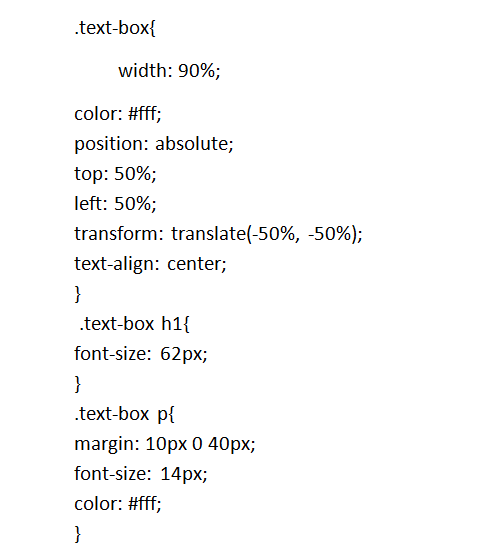 .text-box{
width: 90%;
color: #fff;
position: absolute;
top: 50%;
left: 50%;
transform: translate(-50%, -50%);
text-align: center;
}
.text-box h1{
font-size: 62px;
}
.text-box p{
margin: 10px 0 40px;
font-size: 14px;
color: #fff;
}